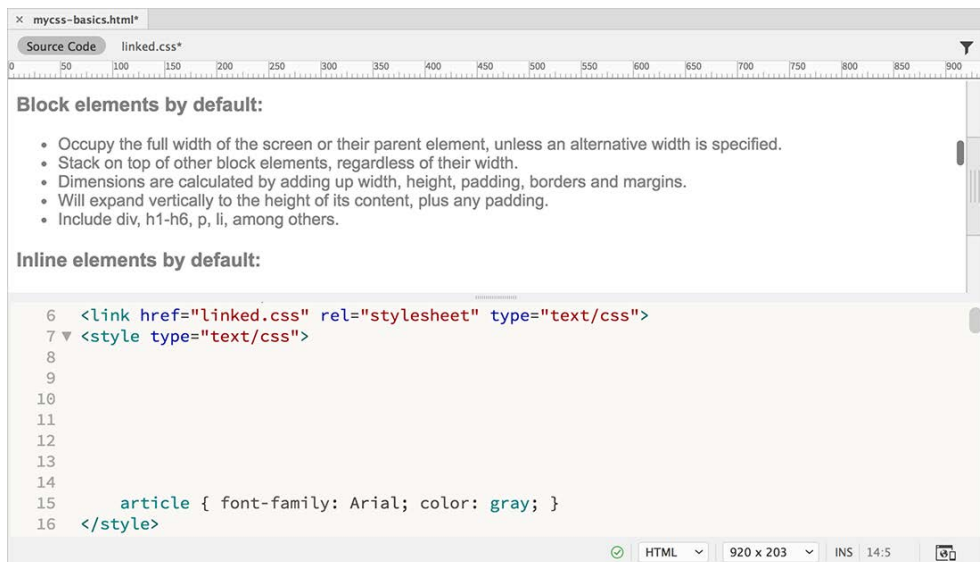 × mycss-basics.html*
Source Code linked.css*
0 50 100 150 200 250 300 350 400 450 500 550 600 650 700 750 800 850 900
Block elements by default:
• Occupy the full width of the screen or their parent element, unless an alternative width is specified.
• Stack on top of other block elements, regardless of their width.
• Dimensions are calculated by adding up width, height, padding, borders and margins.
• Will expand vertically to the height of its content, plus any padding.
• Include div, h1-h6, p, li, among others.
Inline elements by default:
6 <link href="linked.css" rel="stylesheet" type="text/css">
7 ▼ <style type="text/css">
8
9
10
11
12
13
14
15 article { font-family: Arial; color: gray; }
16 </style>
HTML 920 x 203 INS 14:5